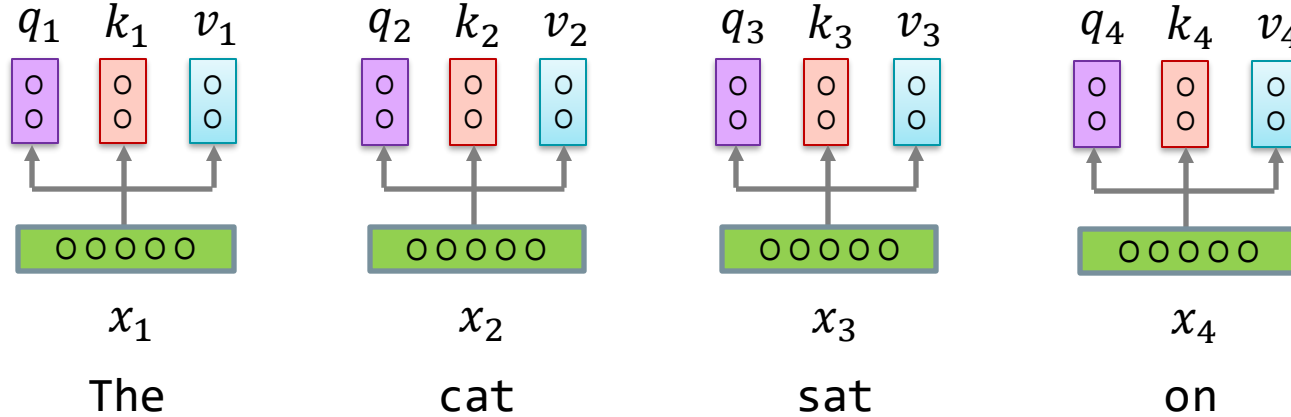 q₁ k₁ v₁ q₂ k₂ v₂ q₃ k₃ v₃ q₄ k₄ v₄
O O O O O O O O O O O O
O O O O O O O O O O O O
O O O O O O O O O O O O O O O O O O O O
x₁ x₂ x₃ x₄
The cat sat on